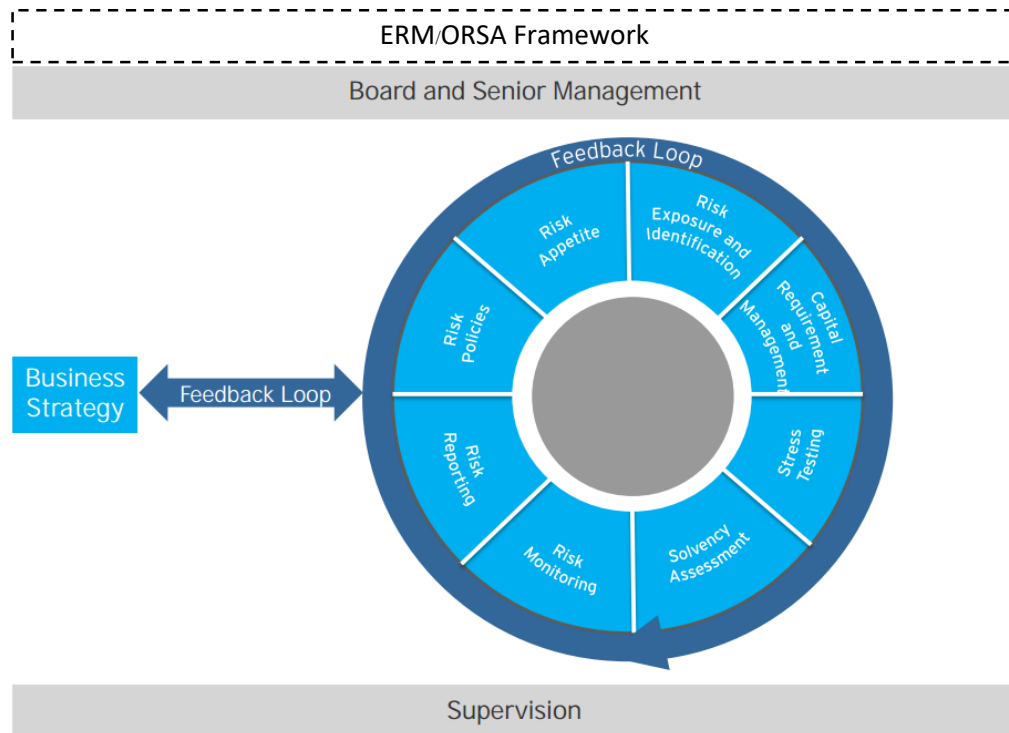 ERM/ORSA Framework
Board and Senior Management
Feedback Loop
Risk
Appetite
Risk
Exposure and
Identification
Capital
Requirement
and
Management
Stress
Testing
Solvency
Assessment
Risk
Monitoring
Risk
Reporting
Risk
Policies
Business
Strategy
Feedback Loop
Supervision